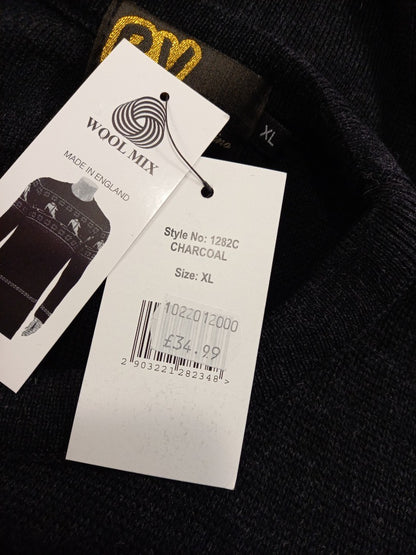 XL
WOOL MIX
MADE IN ENGLAND
Style No: 1282C
CHARCOAL
Size: XL
1022012000
£34.99
2 903221 282348 >